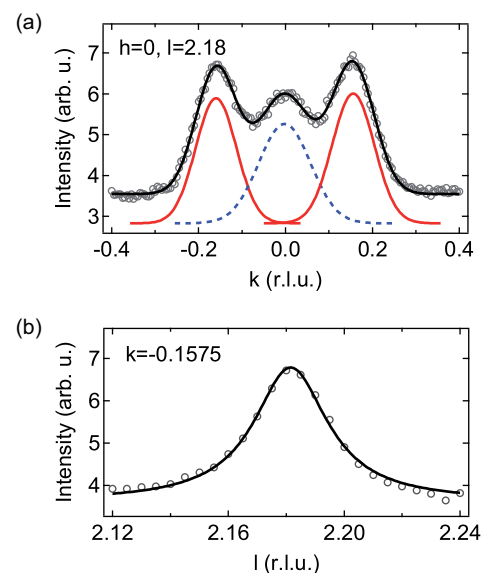 (a)
h=0, l=2.18
Intensity (arb. u.)
7
6
5
4
3
-0.4
-0.2
0.0
0.2
0.4
k (r.l.u.)
(b)
k=-0.1575
Intensity (arb. u.)
7
6
5
4
2.12
2.16
2.20
2.24
l (r.l.u.)